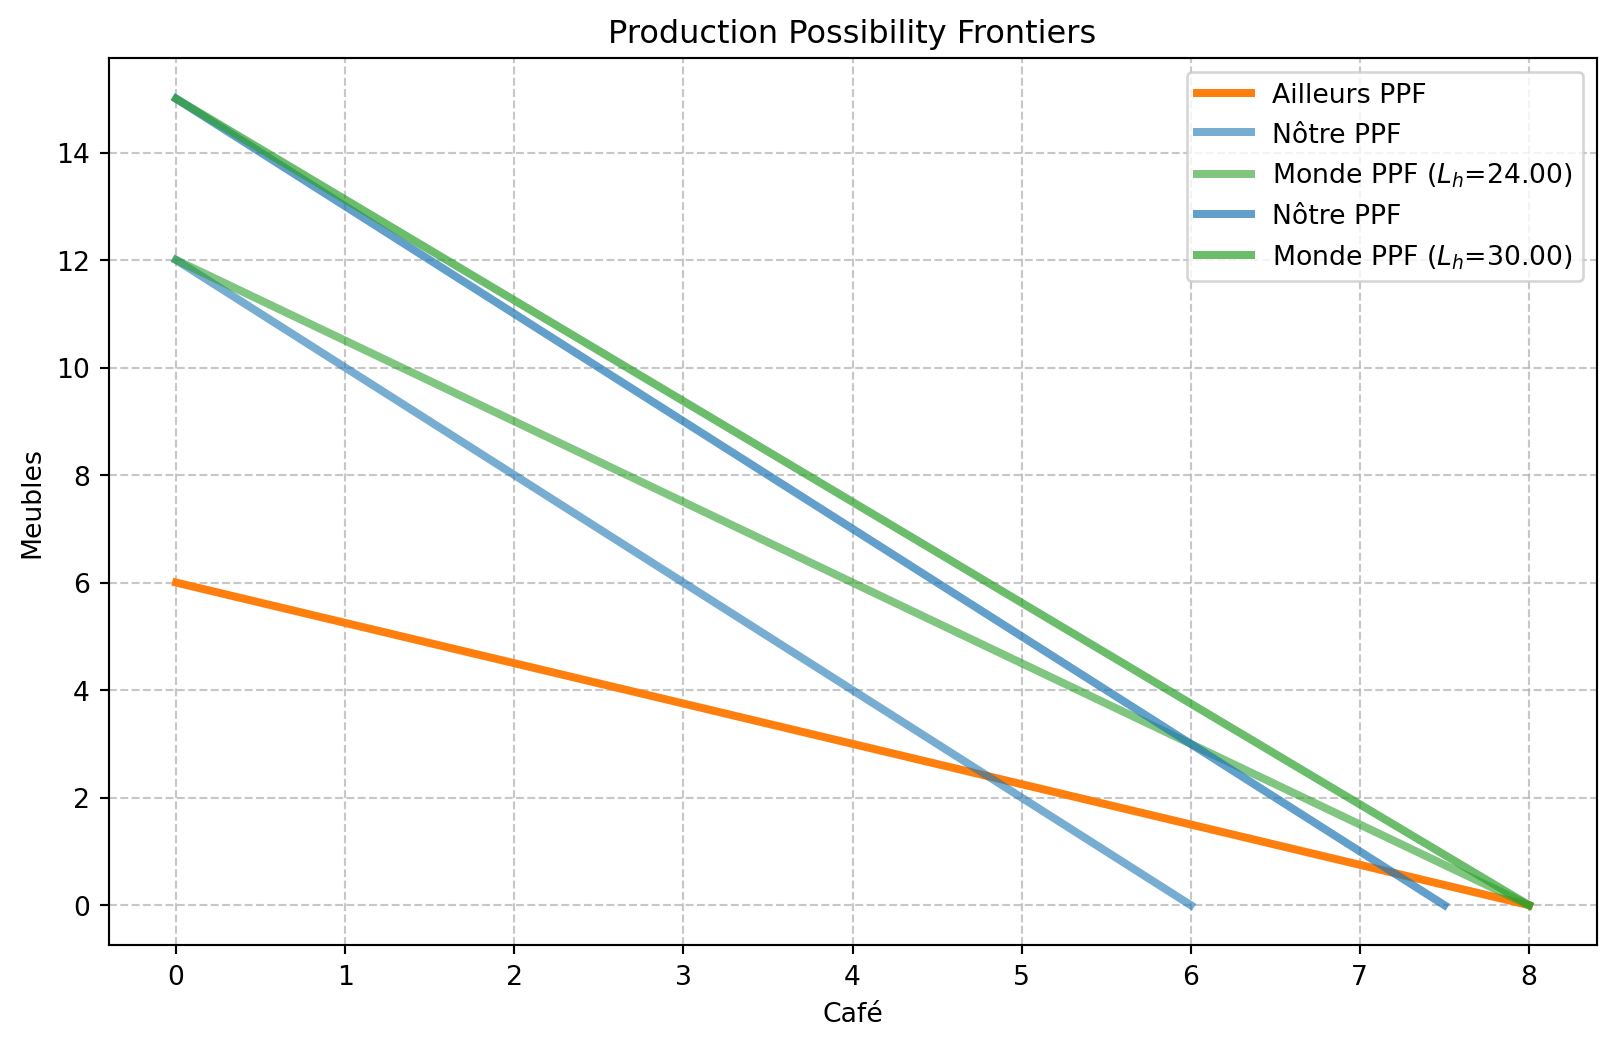 Production Possibility Frontiers
Ailleurs PPF
Nôtre PPF
Monde PPF (L_h=24.00)
Nôtre PPF
Monde PPF (L_h=30.00)
14
12
10
8
6
4
2
0
Meubles
0 1 2 3 4 5 6 7 8
Café